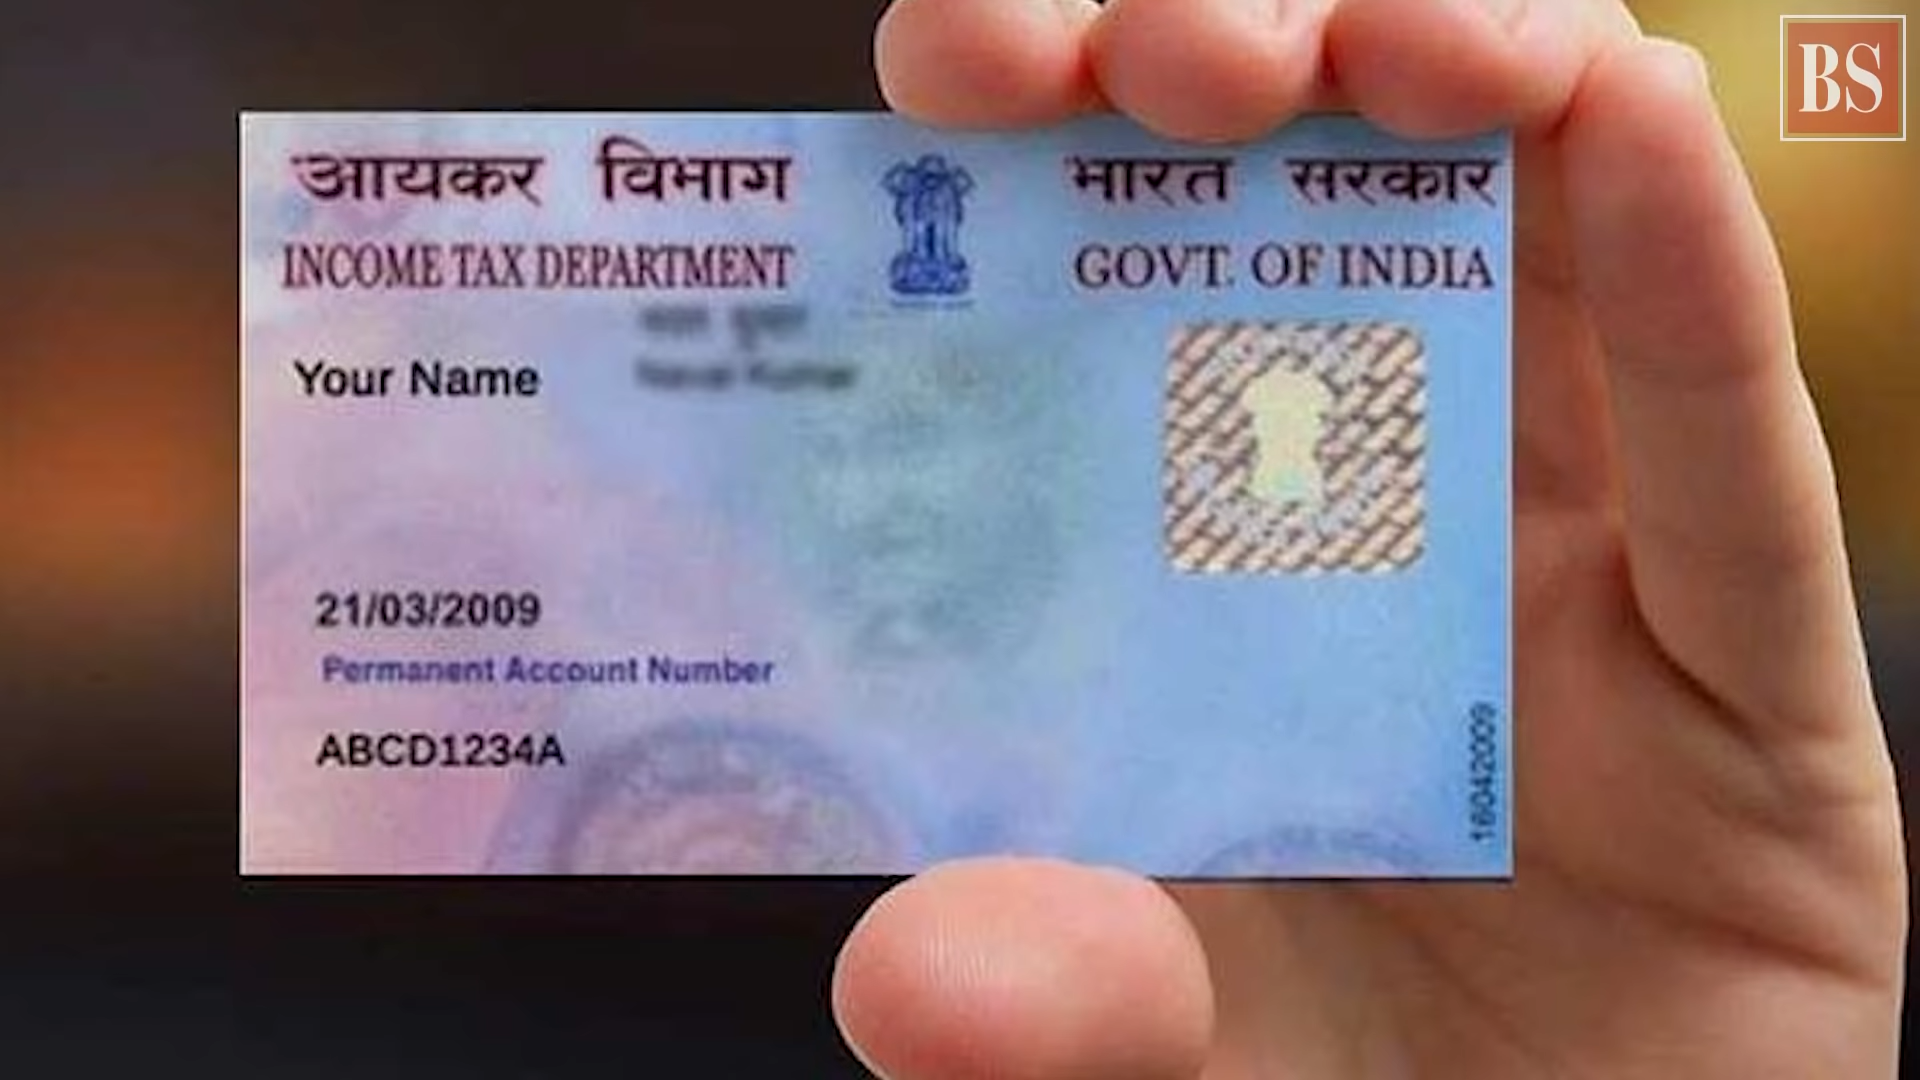 BS
आयकर विभाग
भारत सरकार
INCOME TAX DEPARTMENT
GOVT. OF INDIA
Your Name
21/03/2009
Permanent Account Number
ABCD1234A
16042009